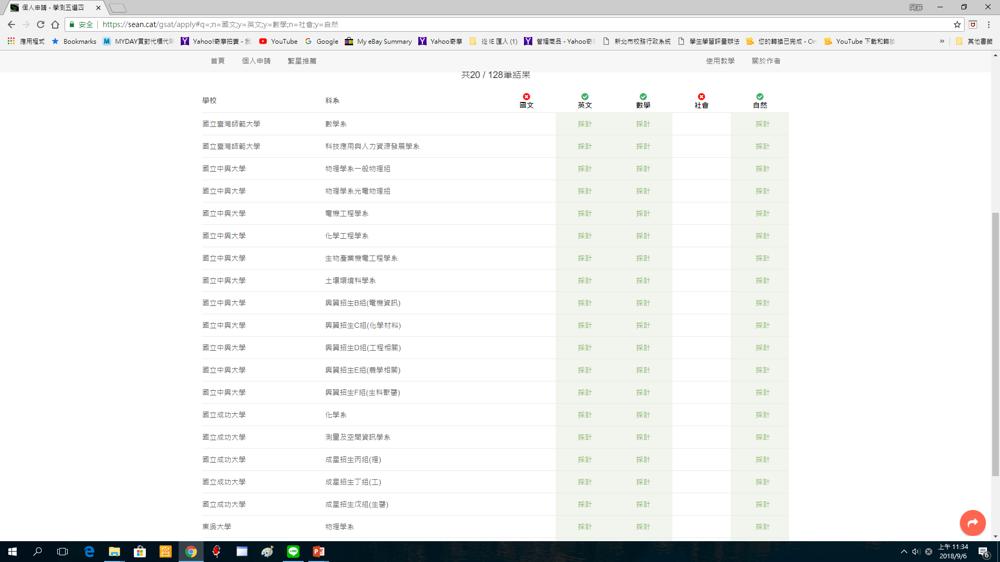 個人申請 - 學測五選四
阿菲
安全 https://sean.cat/gsat/apply#q=;n=國文;y=英文;y=數學;n=社會;y=自然
應用程式 Bookmarks MYDAY買對代標代購 Yahoo!奇摩拍賣 - 我 YouTube Google My eBay Summary Yahoo奇摩 從 IE 匯入 (1) 管理商品 - Yahoo奇 新北市校務行政系統 學生學習評量辦法 您的轉換已完成 - On YouTube 下載和轉換 » 其他書籤
首頁 個人申請 繁星推薦 使用教學 關於作者
共20 / 128筆結果
學校 科系 國文 英文 數學 社會 自然
國立臺灣師範大學 數學系 採計 採計 採計
國立臺灣師範大學 科技應用與人力資源發展學系 採計 採計 採計
國立中興大學 物理學系一般物理組 採計 採計 採計
國立中興大學 物理學系光電物理組 採計 採計 採計
國立中興大學 電機工程學系 採計 採計 採計
國立中興大學 化學工程學系 採計 採計 採計
國立中興大學 生物產業機電工程學系 採計 採計 採計
國立中興大學 土壤環境科學系 採計 採計 採計
國立中興大學 興翼招生B組(電機資訊) 採計 採計 採計
國立中興大學 興翼招生C組(化學材料) 採計 採計 採計
國立中興大學 興翼招生D組(工程相關) 採計 採計 採計
國立中興大學 興翼招生E組(農學相關) 採計 採計 採計
國立中興大學 興翼招生F組(生科獸醫) 採計 採計 採計
國立成功大學 化學系 採計 採計 採計
國立成功大學 測量及空間資訊學系 採計 採計 採計
國立成功大學 成星招生丙組(理) 採計 採計 採計
國立成功大學 成星招生丁組(工) 採計 採計 採計
國立成功大學 成星招生戊組(生醫) 採計 採計 採計
東吳大學 物理學系 採計 採計 採計
上午 11:34
2018/9/6
6